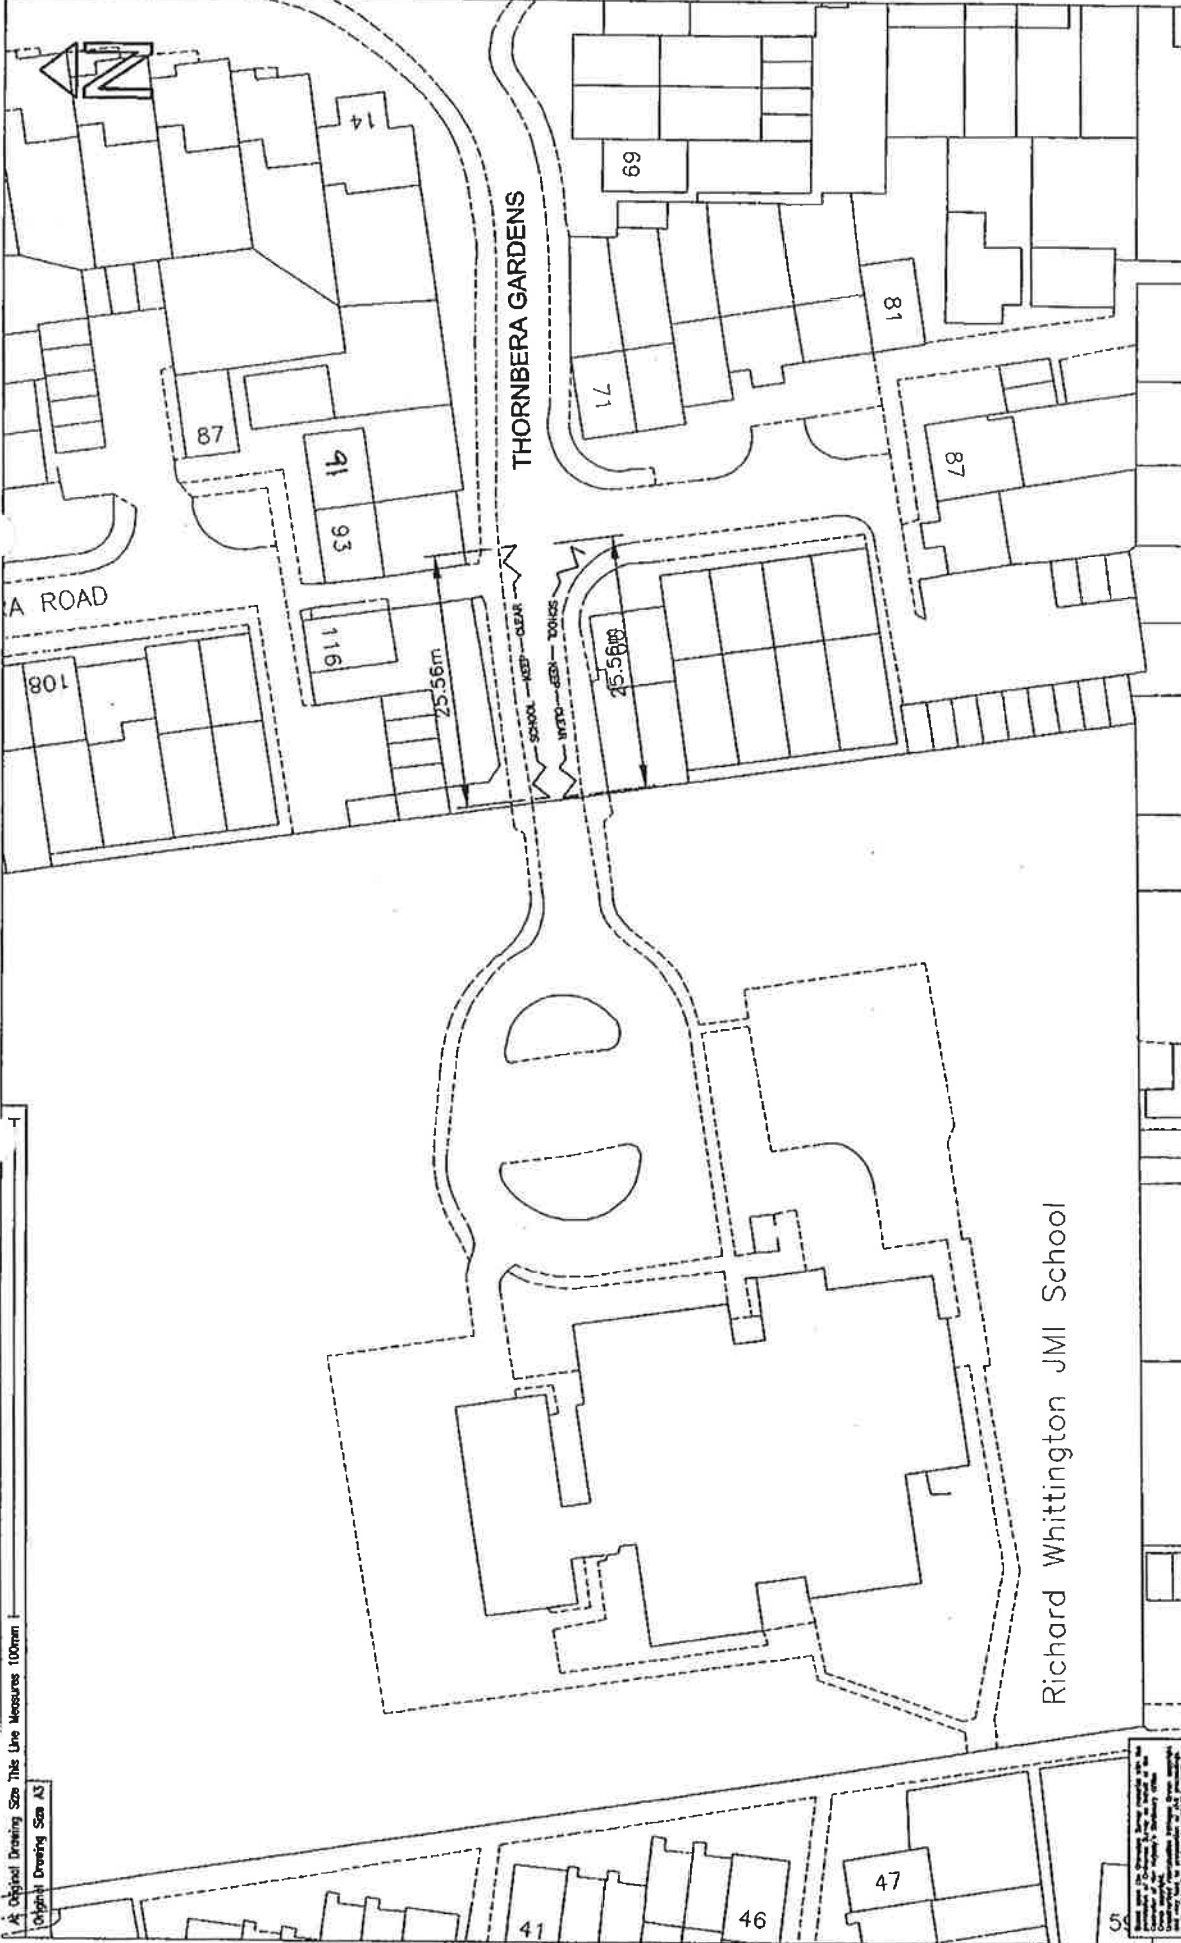 At Original Drawing Size This Line Measures 100mm
Original Drawing Size A3
N
14
69
THORNBERA GARDENS
81
71
87
87
91
93
RA ROAD
116
108
25.56m
SCHOOL KEEP CLEAR
SCHOOL KEEP CLEAR
25.56m
Richard Whittington JMI School
41
46
47
59